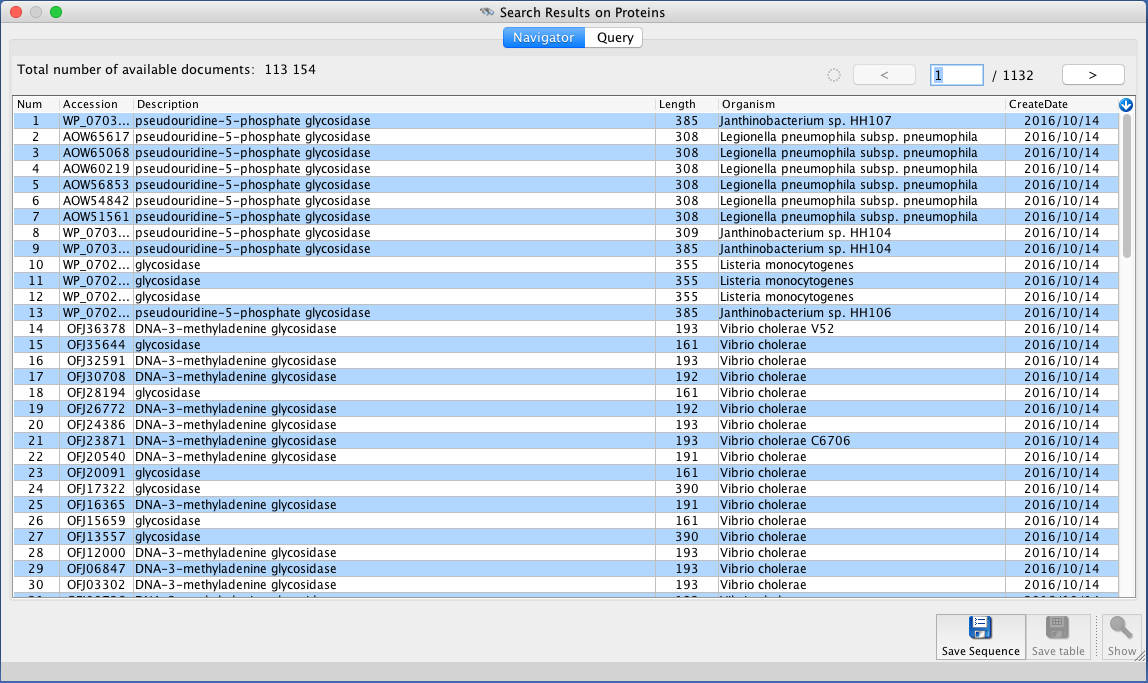 Search Results on Proteins
Navigator Query
Total number of available documents: 113 154
< 1 / 1132 >
Num Accession Description Length Organism CreateDate
1 WP_0703... pseudouridine-5-phosphate glycosidase 385 Janthinobacterium sp. HH107 2016/10/14
2 AOW65617 pseudouridine-5-phosphate glycosidase 308 Legionella pneumophila subsp. pneumophila 2016/10/14
3 AOW65068 pseudouridine-5-phosphate glycosidase 308 Legionella pneumophila subsp. pneumophila 2016/10/14
4 AOW60219 pseudouridine-5-phosphate glycosidase 308 Legionella pneumophila subsp. pneumophila 2016/10/14
5 AOW56853 pseudouridine-5-phosphate glycosidase 308 Legionella pneumophila subsp. pneumophila 2016/10/14
6 AOW54842 pseudouridine-5-phosphate glycosidase 308 Legionella pneumophila subsp. pneumophila 2016/10/14
7 AOW51561 pseudouridine-5-phosphate glycosidase 308 Legionella pneumophila subsp. pneumophila 2016/10/14
8 WP_0703... pseudouridine-5-phosphate glycosidase 309 Janthinobacterium sp. HH104 2016/10/14
9 WP_0703... pseudouridine-5-phosphate glycosidase 385 Janthinobacterium sp. HH104 2016/10/14
10 WP_0702... glycosidase 355 Listeria monocytogenes 2016/10/14
11 WP_0702... glycosidase 355 Listeria monocytogenes 2016/10/14
12 WP_0702... glycosidase 355 Listeria monocytogenes 2016/10/14
13 WP_0702... pseudouridine-5-phosphate glycosidase 385 Janthinobacterium sp. HH106 2016/10/14
14 OFJ36378 DNA-3-methyladenine glycosidase 193 Vibrio cholerae V52 2016/10/14
15 OFJ35644 glycosidase 161 Vibrio cholerae 2016/10/14
16 OFJ32591 DNA-3-methyladenine glycosidase 193 Vibrio cholerae 2016/10/14
17 OFJ30708 DNA-3-methyladenine glycosidase 192 Vibrio cholerae 2016/10/14
18 OFJ28194 glycosidase 161 Vibrio cholerae 2016/10/14
19 OFJ26772 DNA-3-methyladenine glycosidase 192 Vibrio cholerae 2016/10/14
20 OFJ24386 DNA-3-methyladenine glycosidase 193 Vibrio cholerae 2016/10/14
21 OFJ23871 DNA-3-methyladenine glycosidase 193 Vibrio cholerae C6706 2016/10/14
22 OFJ20540 DNA-3-methyladenine glycosidase 191 Vibrio cholerae 2016/10/14
23 OFJ20091 glycosidase 161 Vibrio cholerae 2016/10/14
24 OFJ17322 glycosidase 390 Vibrio cholerae 2016/10/14
25 OFJ16365 DNA-3-methyladenine glycosidase 191 Vibrio cholerae 2016/10/14
26 OFJ15659 glycosidase 161 Vibrio cholerae 2016/10/14
27 OFJ13557 glycosidase 390 Vibrio cholerae 2016/10/14
28 OFJ12000 DNA-3-methyladenine glycosidase 193 Vibrio cholerae 2016/10/14
29 OFJ06847 DNA-3-methyladenine glycosidase 193 Vibrio cholerae 2016/10/14
30 OFJ03302 DNA-3-methyladenine glycosidase 193 Vibrio cholerae 2016/10/14
Save Sequence Save table Show